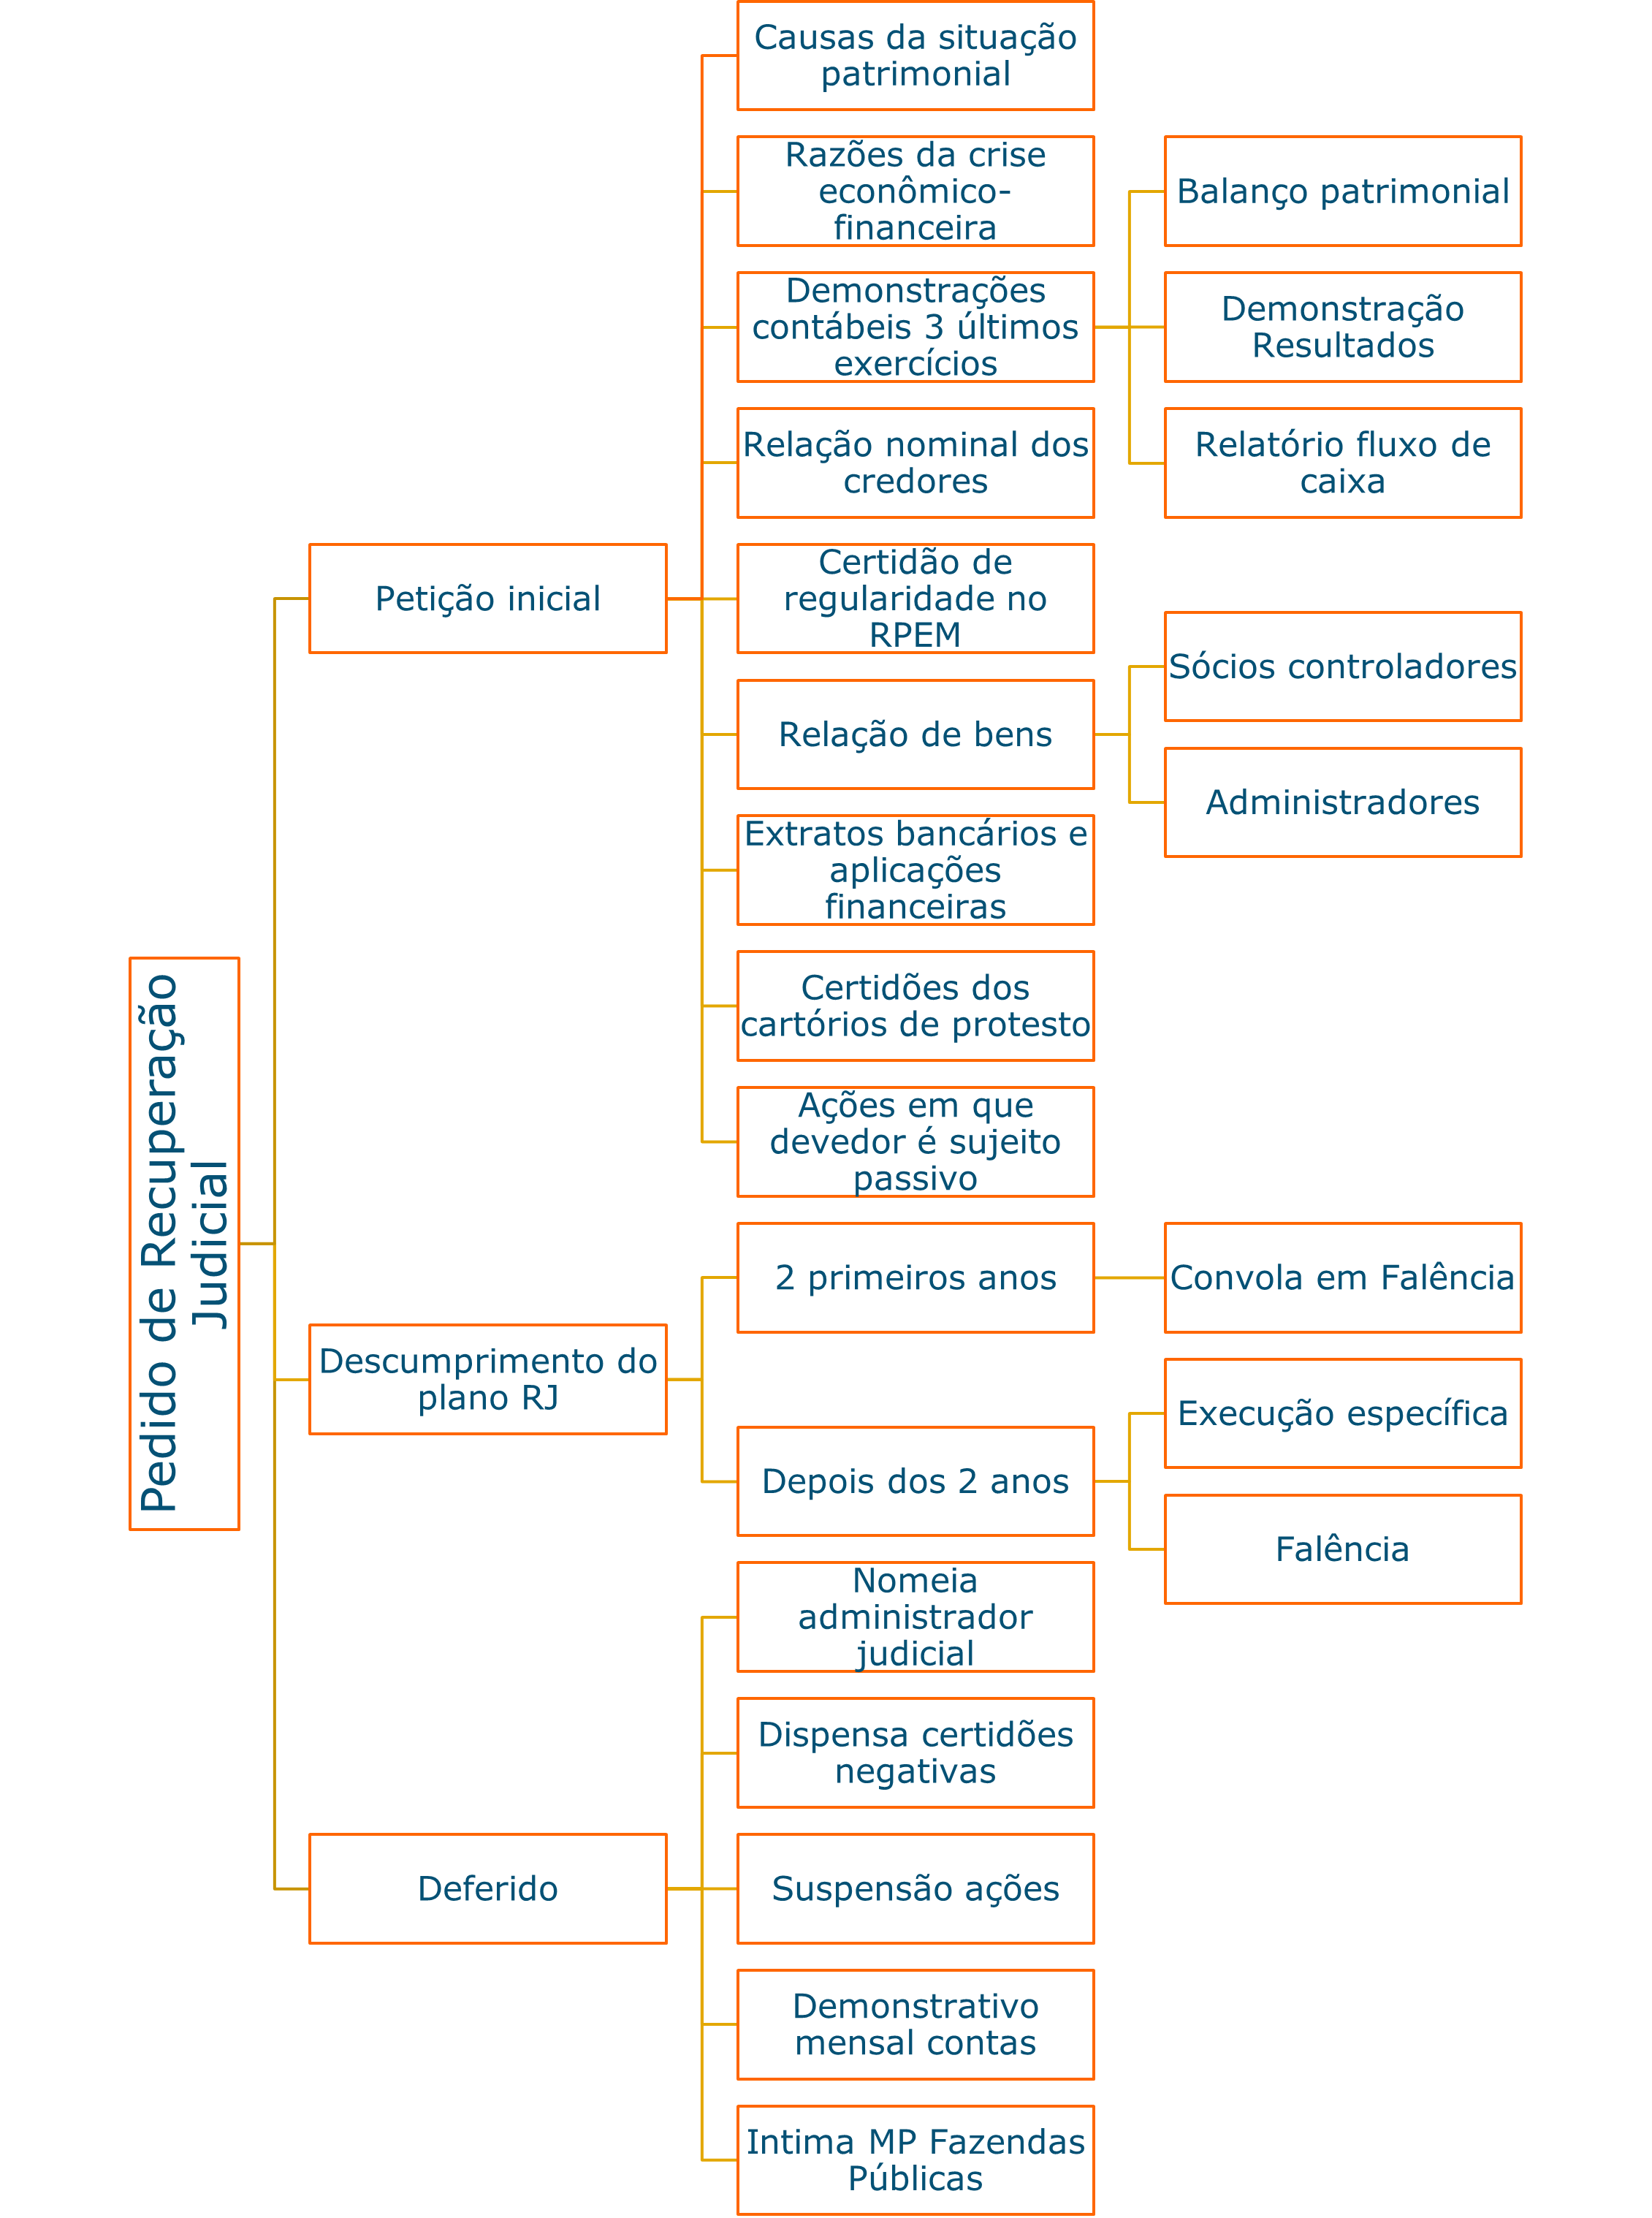 Pedido de Recuperação
Judicial
Petição inicial
Causas da situação
patrimonial
Razões da crise
econômico-
financeira
Demonstrações
contábeis 3 últimos
exercícios
Balanço patrimonial
Demonstração
Resultados
Relatório fluxo de
caixa
Relação nominal dos
credores
Certidão de
regularidade no
RPEM
Relação de bens
Sócios controladores
Administradores
Extratos bancários e
aplicações
financeiras
Certidões dos
cartórios de protesto
Ações em que
devedor é sujeito
passivo
Descumprimento do
plano RJ
2 primeiros anos
Convola em Falência
Depois dos 2 anos
Execução específica
Falência
Deferido
Nomeia
administrador
judicial
Dispensa certidões
negativas
Suspensão ações
Demonstrativo
mensal contas
Intima MP Fazendas
Públicas